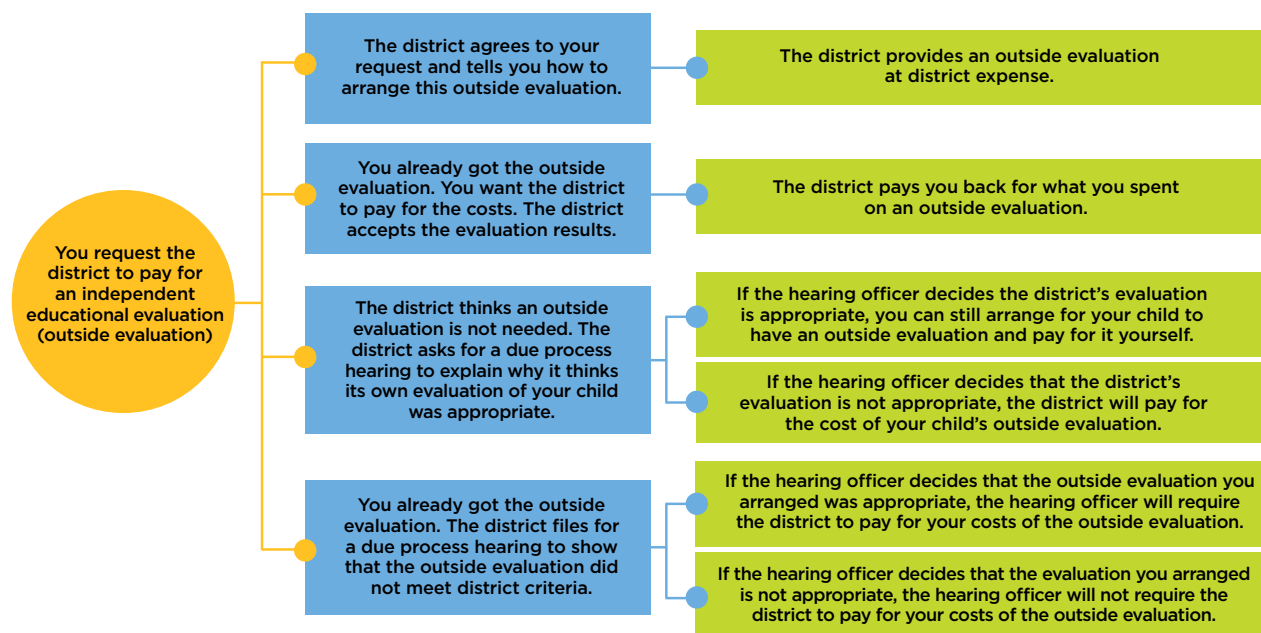 You request the
district to pay for
an independent
educational evaluation
(outside evaluation)
The district agrees to your
request and tells you how to
arrange this outside evaluation.
The district provides an outside evaluation
at district expense.
You already got the outside
evaluation. You want the district
to pay for the costs. The district
accepts the evaluation results.
The district pays you back for what you spent
on an outside evaluation.
The district thinks an outside
evaluation is not needed. The
district asks for a due process
hearing to explain why it thinks
its own evaluation of your child
was appropriate.
If the hearing officer decides the district’s evaluation
is appropriate, you can still arrange for your child to
have an outside evaluation and pay for it yourself.
If the hearing officer decides that the district’s
evaluation is not appropriate, the district will pay for
the cost of your child’s outside evaluation.
You already got the outside
evaluation. The district files for
a due process hearing to show
that the outside evaluation did
not meet district criteria.
If the hearing officer decides that the outside evaluation you
arranged was appropriate, the hearing officer will require
the district to pay for your costs of the outside evaluation.
If the hearing officer decides that the evaluation you arranged
is not appropriate, the hearing officer will not require the
district to pay for your costs of the outside evaluation.